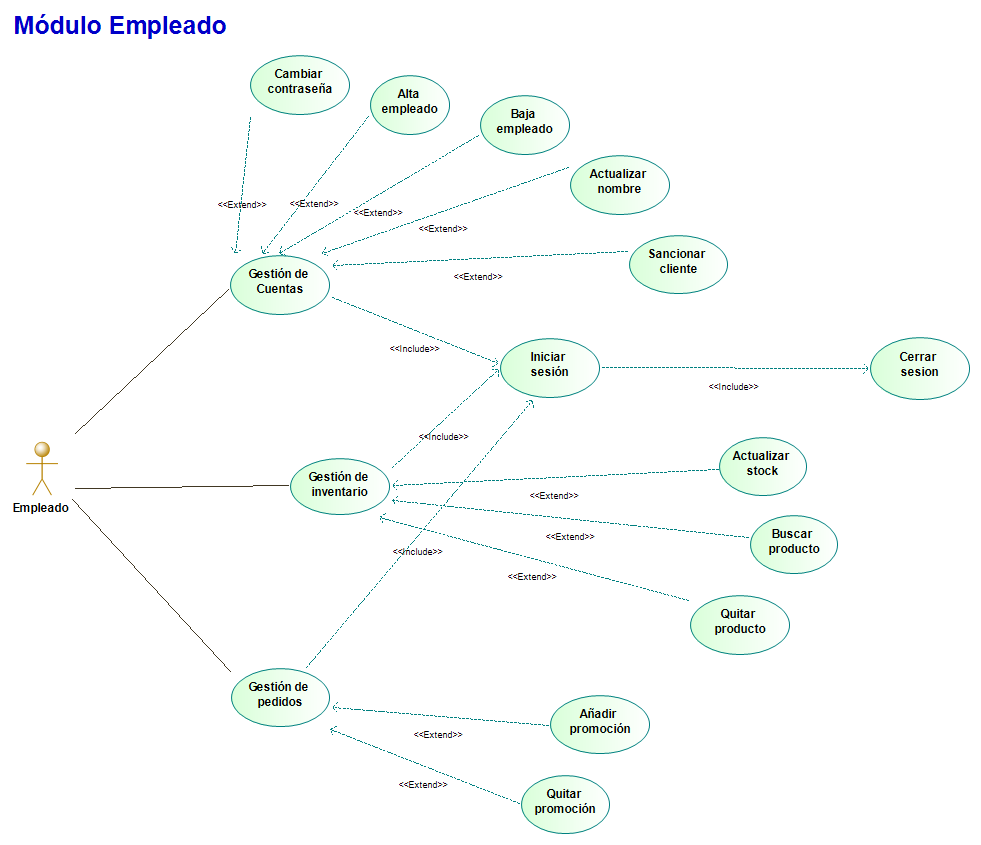 Módulo Empleado
Cambiar
contraseña
Alta
empleado
Baja
empleado
Actualizar
nombre
<<Extend>>
<<Extend>>
<<Extend>>
<<Extend>>
Sancionar
cliente
<<Extend>>
Gestión de
Cuentas
<<Include>>
Iniciar
sesión
Cerrar
sesion
<<Include>>
<<Include>>
Actualizar
stock
Gestión de
inventario
<<Extend>>
Empleado
Buscar
producto
<<Extend>>
<<Include>>
<<Extend>>
Quitar
producto
Gestión de
pedidos
Añadir
promoción
<<Extend>>
<<Extend>>
Quitar
promoción